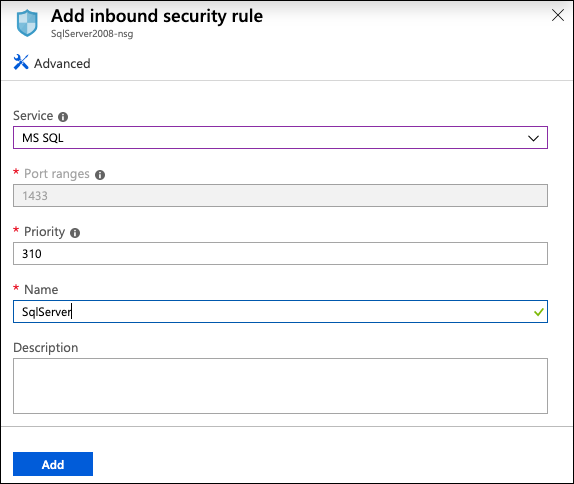 Add inbound security rule
SqlServer2008-nsg
Advanced
Service
MS SQL
* Port ranges
1433
* Priority
310
* Name
SqlServer
Description
Add